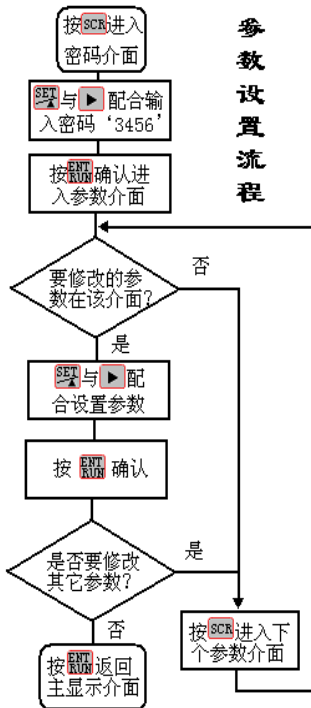 参数设置流程
按SCR进入
密码介面
SET与▶配合输
入密码‘3456’
按ENT RUN确认进
入参数介面
要修改的参
数在该介面？
否
是
SET与▶配
合设置参数
按 ENT RUN 确认
是否要修改
其它参数？
是
否
按SCR进入下
个参数介面
按ENT RUN返回
主显示介面